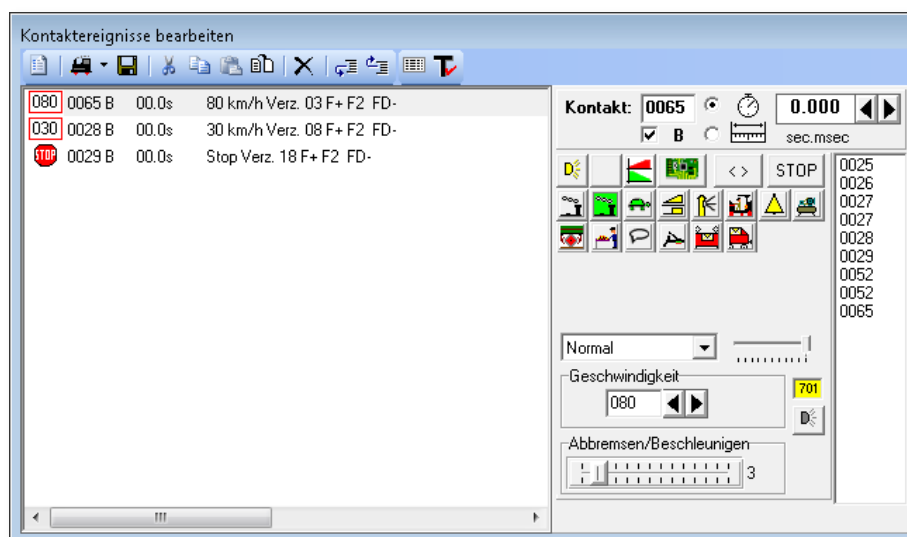 Kontaktereignisse bearbeiten
080 0065 B 00.0s 80 km/h Verz. 03 F+ F2 FD-
030 0028 B 00.0s 30 km/h Verz. 08 F+ F2 FD-
STOP 0029 B 00.0s Stop Verz. 18 F+ F2 FD-
Kontakt: 0065 0.000
B sec.msec
D < > STOP
0025
0026
0027
0027
0028
0029
0052
0052
0065
Normal
Geschwindigkeit
080
701
D
Abbremsen/Beschleunigen
3